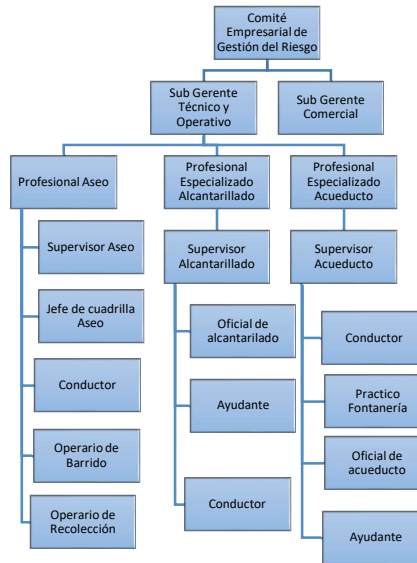 Comité
Empresarial de
Gestión del Riesgo
Sub Gerente
Técnico y
Operativo
Sub Gerente
Comercial
Profesional Aseo
Profesional
Especializado
Alcantarillado
Profesional
Especializado
Acueducto
Supervisor Aseo
Supervisor
Alcantarillado
Supervisor
Acueducto
Jefe de cuadrilla
Aseo
Oficial de
alcantarilado
Conductor
Conductor
Ayudante
Practico
Fontanería
Operario de
Barrido
Oficial de
acueducto
Operario de
Recolección
Conductor
Ayudante